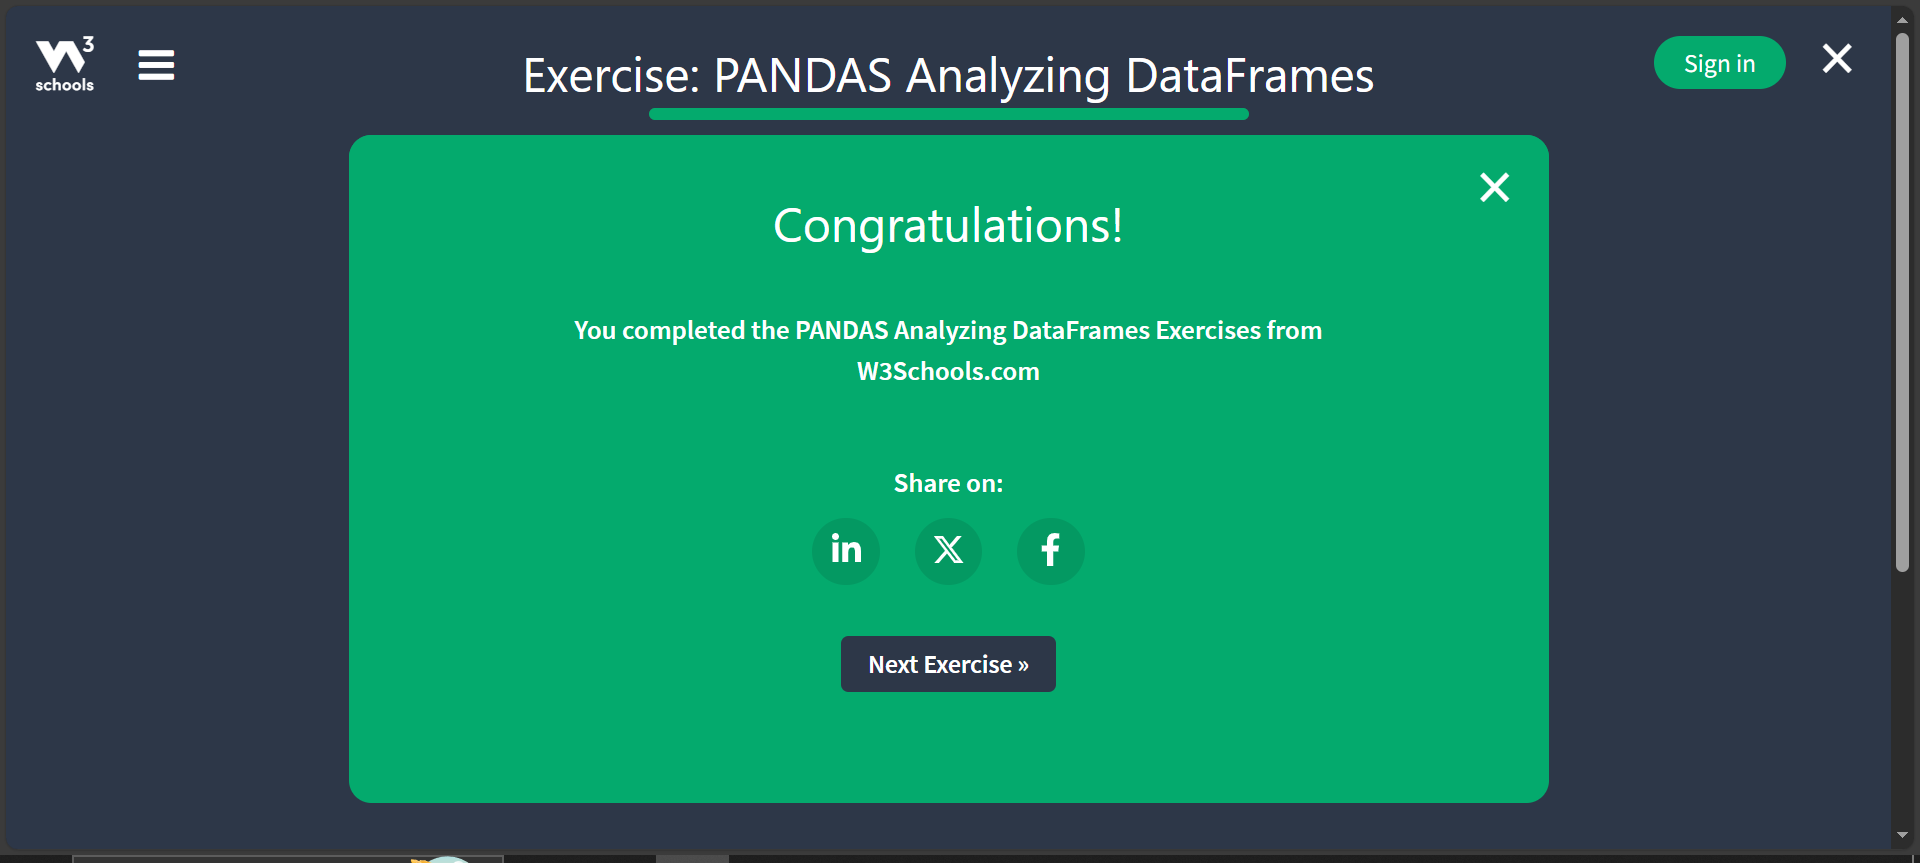 W3
schools
Exercise: PANDAS Analyzing DataFrames
Sign in
Congratulations!
You completed the PANDAS Analyzing DataFrames Exercises from
W3Schools.com
Share on:
in
X
f
Next Exercise »